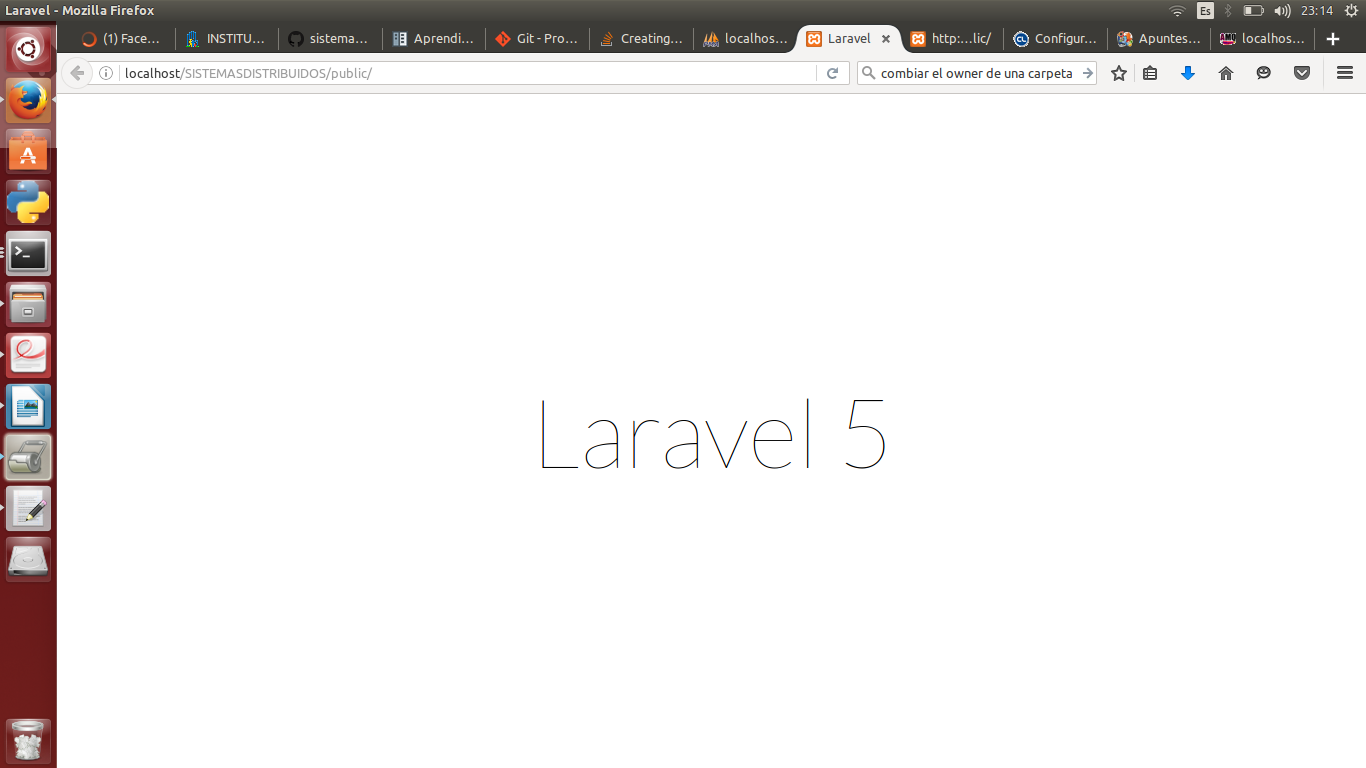 Laravel - Mozilla Firefox
Es
23:14
(1) Face...
INSTITU...
sistema...
Aprendi...
Git - Pro...
Creating...
localhos...
Laravel
http:...lic/
Configur...
Apuntes...
localhos...
localhost/SISTEMASDISTRIBUIDOS/public/
combiar el owner de una carpeta
Laravel 5